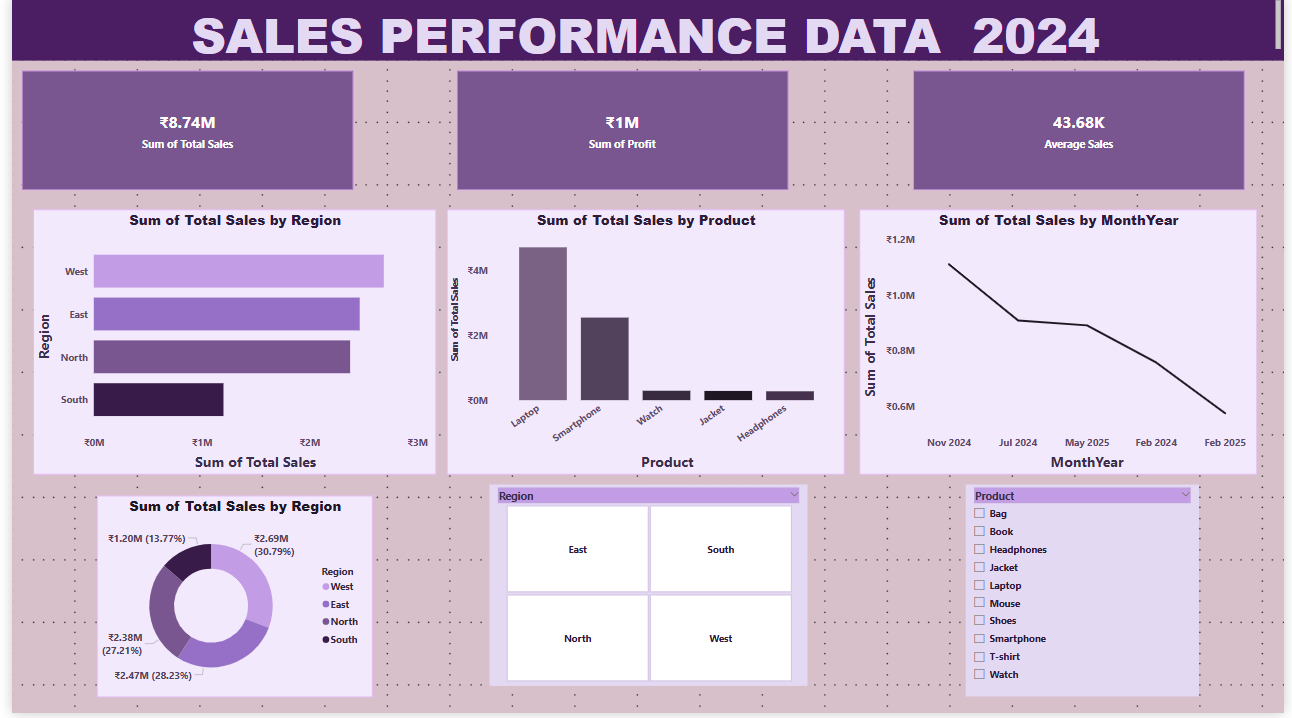 SALES PERFORMANCE DATA 2024
₹8.74M
Sum of Total Sales
₹1M
Sum of Profit
43.68K
Average Sales
Sum of Total Sales by Region
Region
West
East
North
South
₹0M
₹1M
₹2M
₹3M
Sum of Total Sales
Sum of Total Sales by Product
Sum of Total Sales
₹4M
₹2M
₹0M
Laptop
Smartphone
Watch
Jacket
Headphones
Product
Sum of Total Sales by MonthYear
Sum of Total Sales
₹1.2M
₹1.0M
₹0.8M
₹0.6M
Nov 2024
Jul 2024
May 2025
Feb 2024
Feb 2025
MonthYear
Sum of Total Sales by Region
₹1.20M (13.77%)
₹2.69M
(30.79%)
₹2.38M
(27.21%)
₹2.47M (28.23%)
Region
West
East
North
South
Region
East
South
North
West
Product
Bag
Book
Headphones
Jacket
Laptop
Mouse
Shoes
Smartphone
T-shirt
Watch